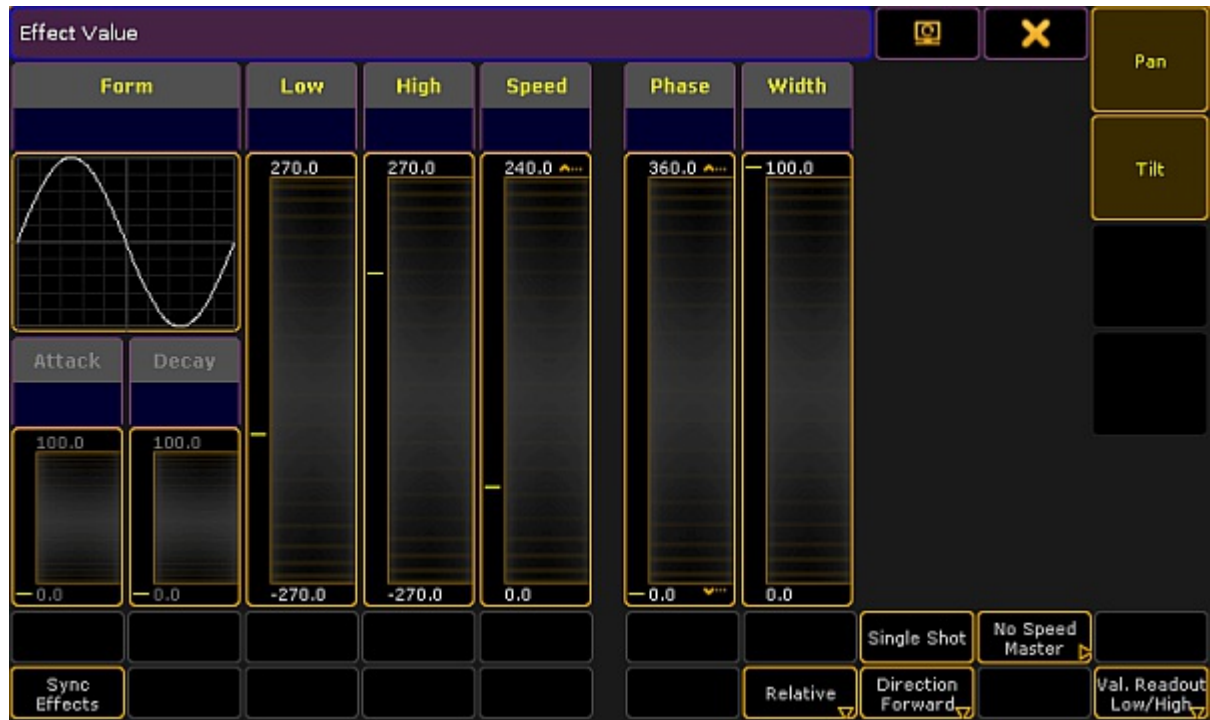 Effect Value
Pan
Form
Low
High
Speed
Phase
Width
270.0
270.0
240.0
360.0
100.0
Tilt
Attack
Decay
100.0
100.0
0.0
0.0
-270.0
-270.0
0.0
0.0
0.0
Single Shot
No Speed
Master
Sync
Effects
Relative
Direction
Forward
Val. Readout
Low/High